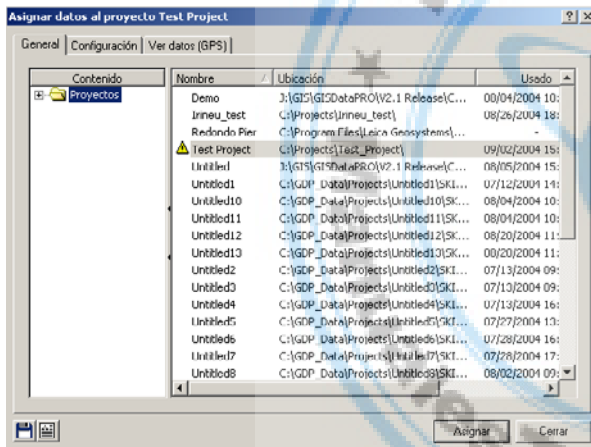 Asignar datos al proyecto Test Project
General Configuración Ver datos (GPS)
Contenido Nombre Ubicación Usado
Proyectos
Demo J:\GIS\GISDataPRO\V2.1 Release\C... 08/04/2004 10:
Irineu_test C:\Projects\Irineu_test\ 08/26/2004 18:
Redondo Pier C:\Program Files\Leica Geosystems\... -
Test Project C:\Projects\Test_Project\ 09/02/2004 15:
Untitled J:\GIS\GISDataPRO\V2.1 Release\C... 08/05/2004 15:
Untitled1 C:\GDP_Data\Projects\Untitled1\SKI... 07/12/2004 14:
Untitled10 C:\GDP_Data\Projects\Untitled10\SK... 08/04/2004 10:
Untitled11 C:\GDP_Data\Projects\Untitled11\SK... 08/04/2004 10:
Untitled12 C:\GDP_Data\Projects\Untitled12\SK... 08/20/2004 11:
Untitled13 C:\GDP_Data\Projects\Untitled13\SK... 08/20/2004 11:
Untitled2 C:\GDP_Data\Projects\Untitled2\SKI... 07/13/2004 09:
Untitled3 C:\GDP_Data\Projects\Untitled3\SKI... 07/13/2004 09:
Untitled4 C:\GDP_Data\Projects\Untitled4\SKI... 07/13/2004 16:
Untitled5 C:\GDP_Data\Projects\Untitled5\SKI... 07/27/2004 13:
Untitled6 C:\GDP_Data\Projects\Untitled6\SKI... 07/28/2004 16:
Untitled7 C:\GDP_Data\Projects\Untitled7\SKI... 07/28/2004 17:
Untitled8 C:\GDP_Data\Projects\Untitled8\SKI... 08/02/2004 09:
Asignar Cerrar